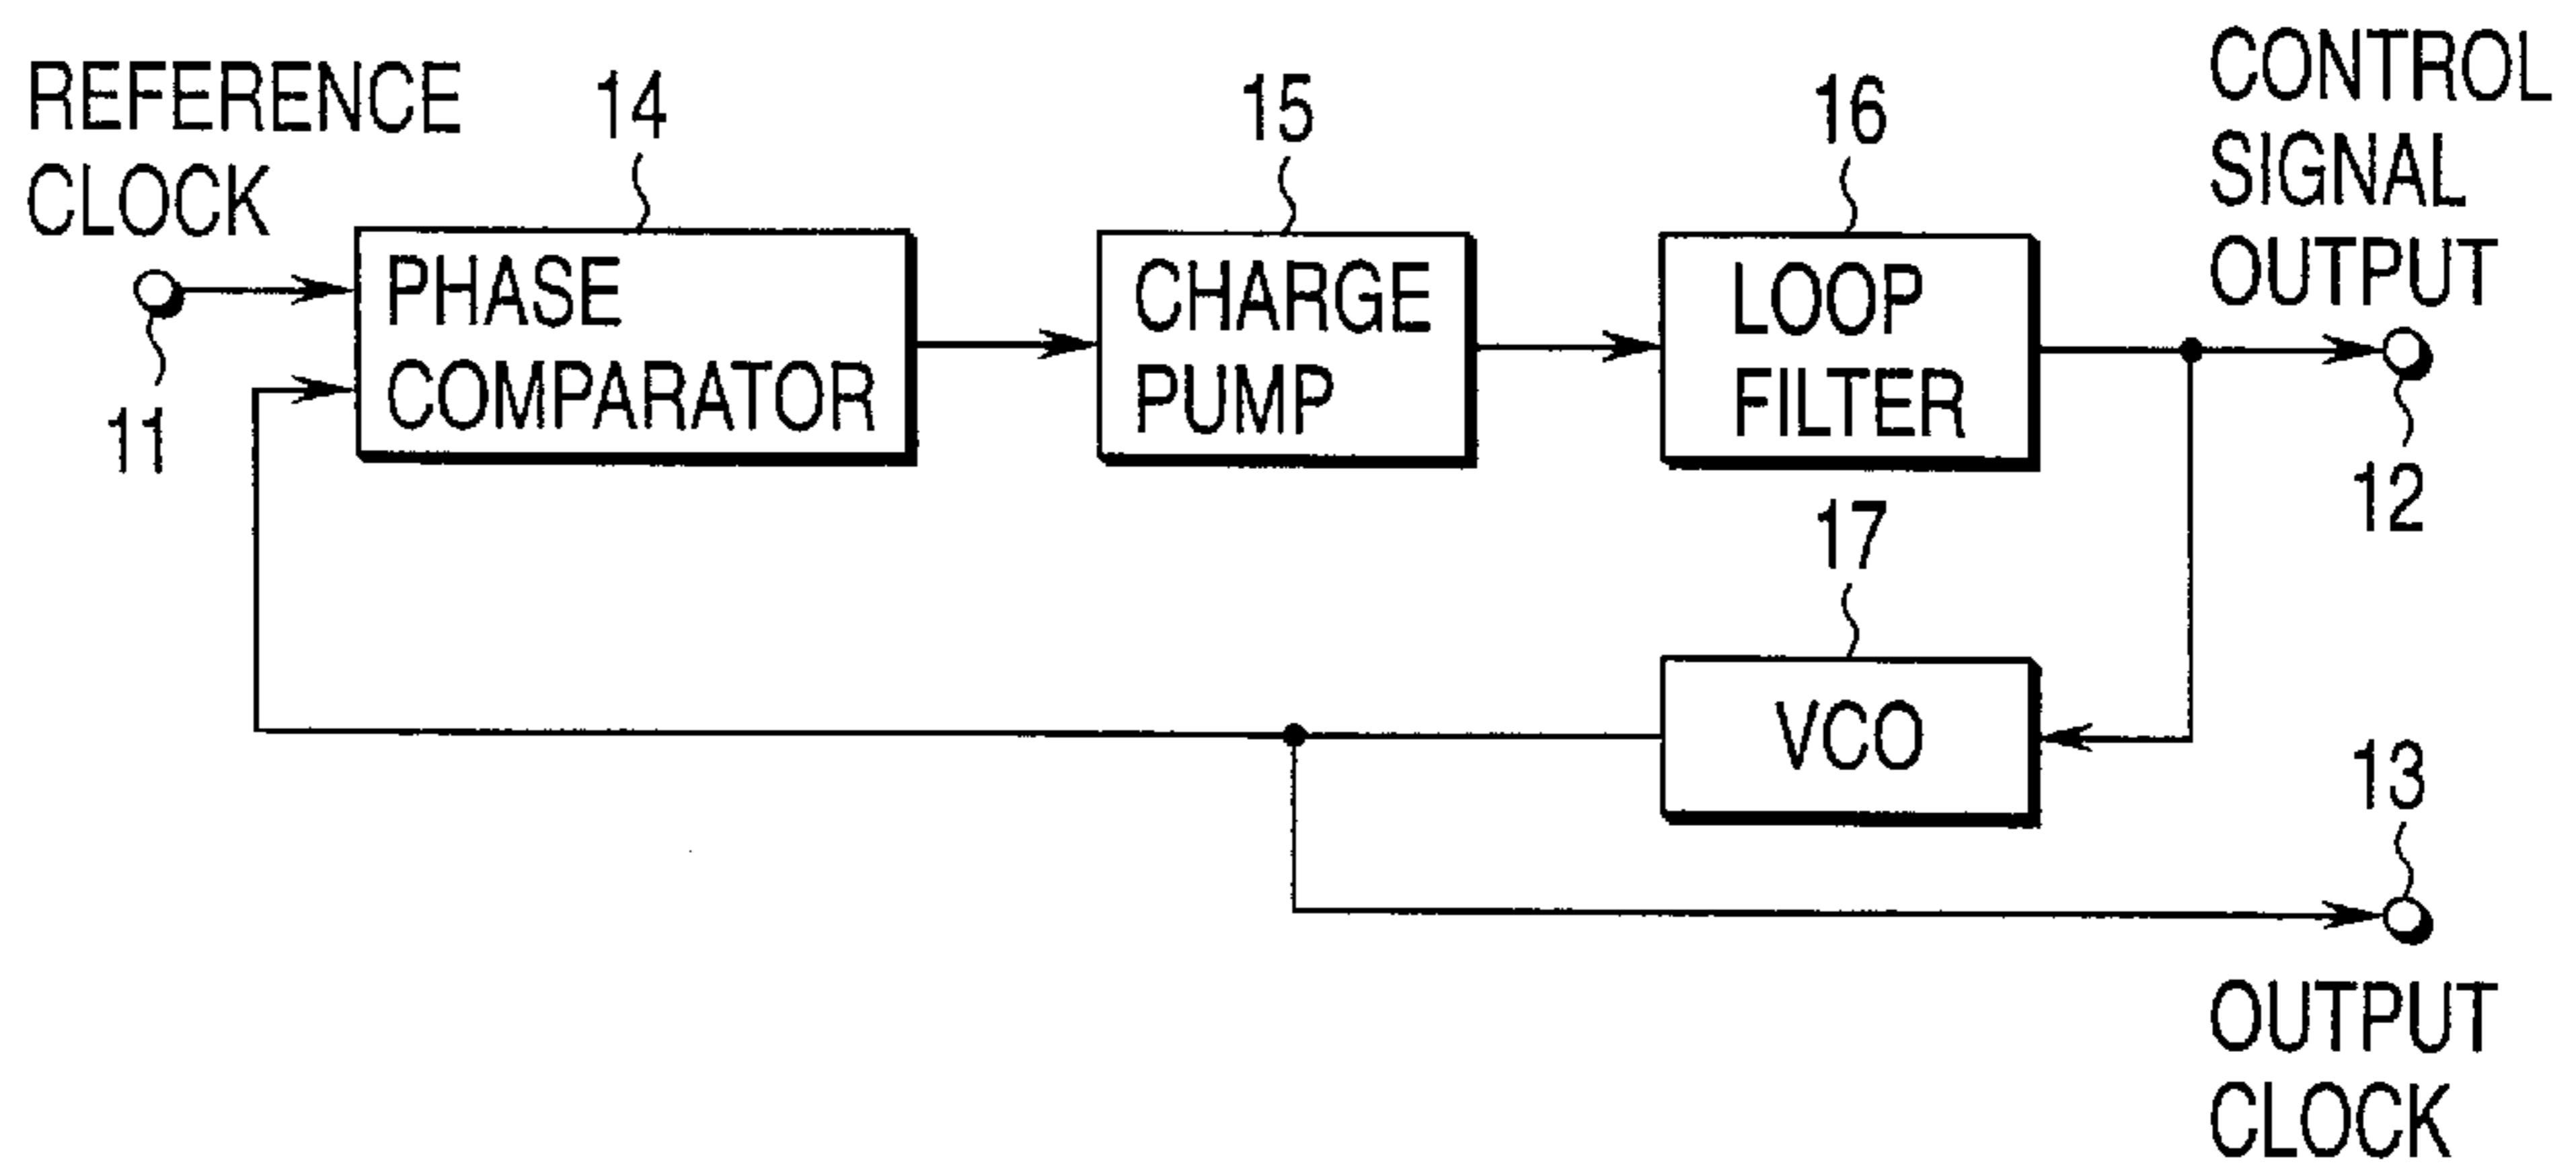 REFERENCE
CLOCK
14
15
16
CONTROL
SIGNAL
OUTPUT
PHASE
COMPARATOR
CHARGE
PUMP
LOOP
FILTER
11
12
17
VCO
13
OUTPUT
CLOCK